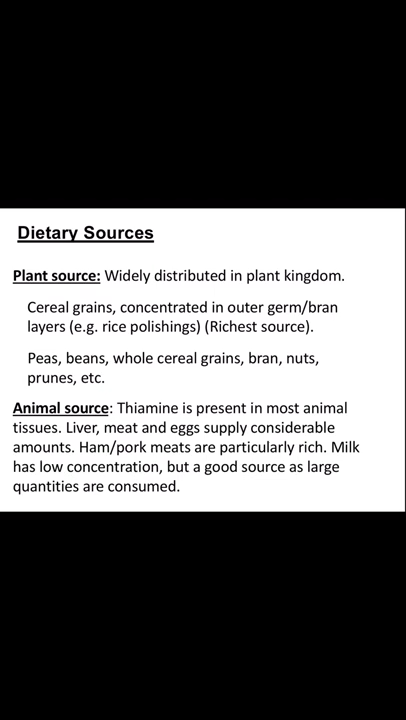 Dietary Sources
Plant source: Widely distributed in plant kingdom.
Cereal grains, concentrated in outer germ/bran
layers (e.g. rice polishings) (Richest source).
Peas, beans, whole cereal grains, bran, nuts,
prunes, etc.
Animal source: Thiamine is present in most animal
tissues. Liver, meat and eggs supply considerable
amounts. Ham/pork meats are particularly rich. Milk
has low concentration, but a good source as large
quantities are consumed.